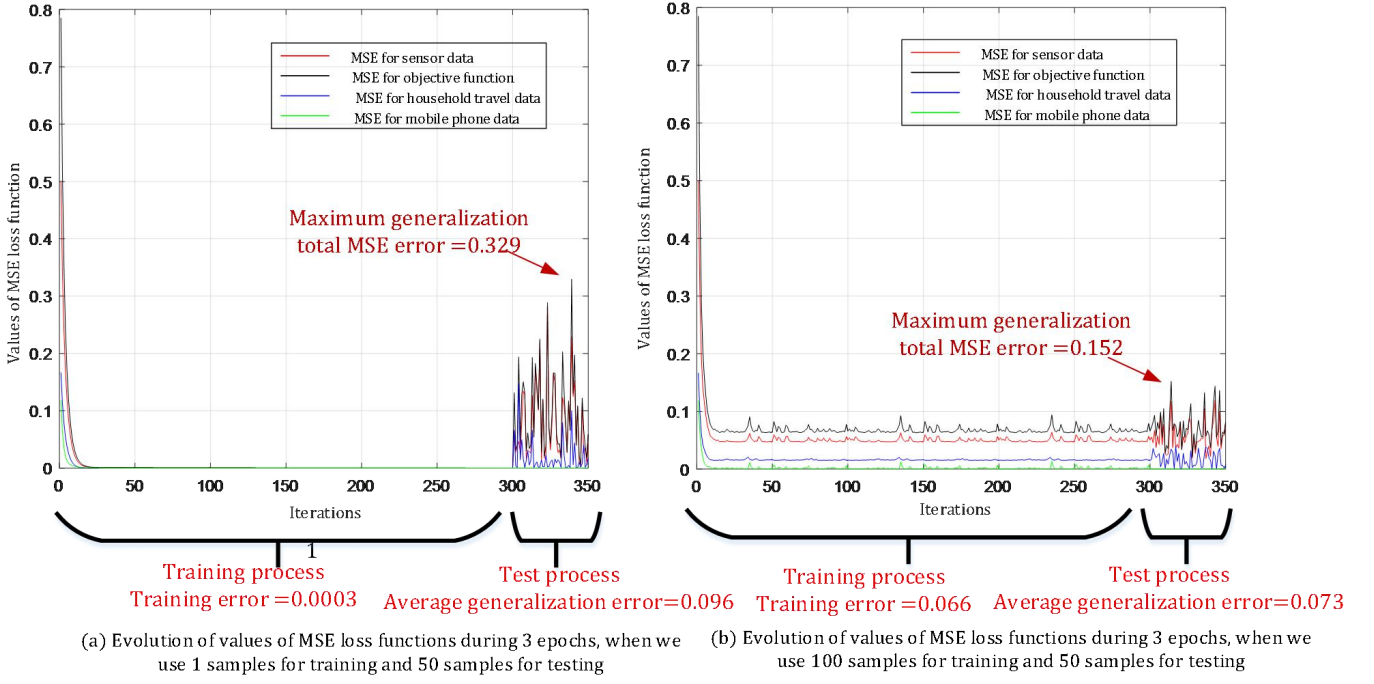 0.8
0.7
0.6
0.5
0.4
0.3
0.2
0.1
0
Values of MSE loss function
MSE for sensor data
MSE for objective function
MSE for household travel data
MSE for mobile phone data
Maximum generalization
total MSE error =0.329
0 50 100 150 200 250 300 350
Iterations
1
Training process
Training error =0.0003
Test process
Average generalization error=0.096
(a) Evolution of values of MSE loss functions during 3 epochs, when we
use 1 samples for training and 50 samples for testing
0.8
0.7
0.6
0.5
0.4
0.3
0.2
0.1
0
Values of MSE loss function
MSE for sensor data
MSE for objective function
MSE for household travel data
MSE for mobile phone data
Maximum generalization
total MSE error =0.152
0 50 100 150 200 250 300 350
Iterations
Training process
Training error =0.066
Test process
Average generalization error=0.073
(b) Evolution of values of MSE loss functions during 3 epochs, when we
use 100 samples for training and 50 samples for testing